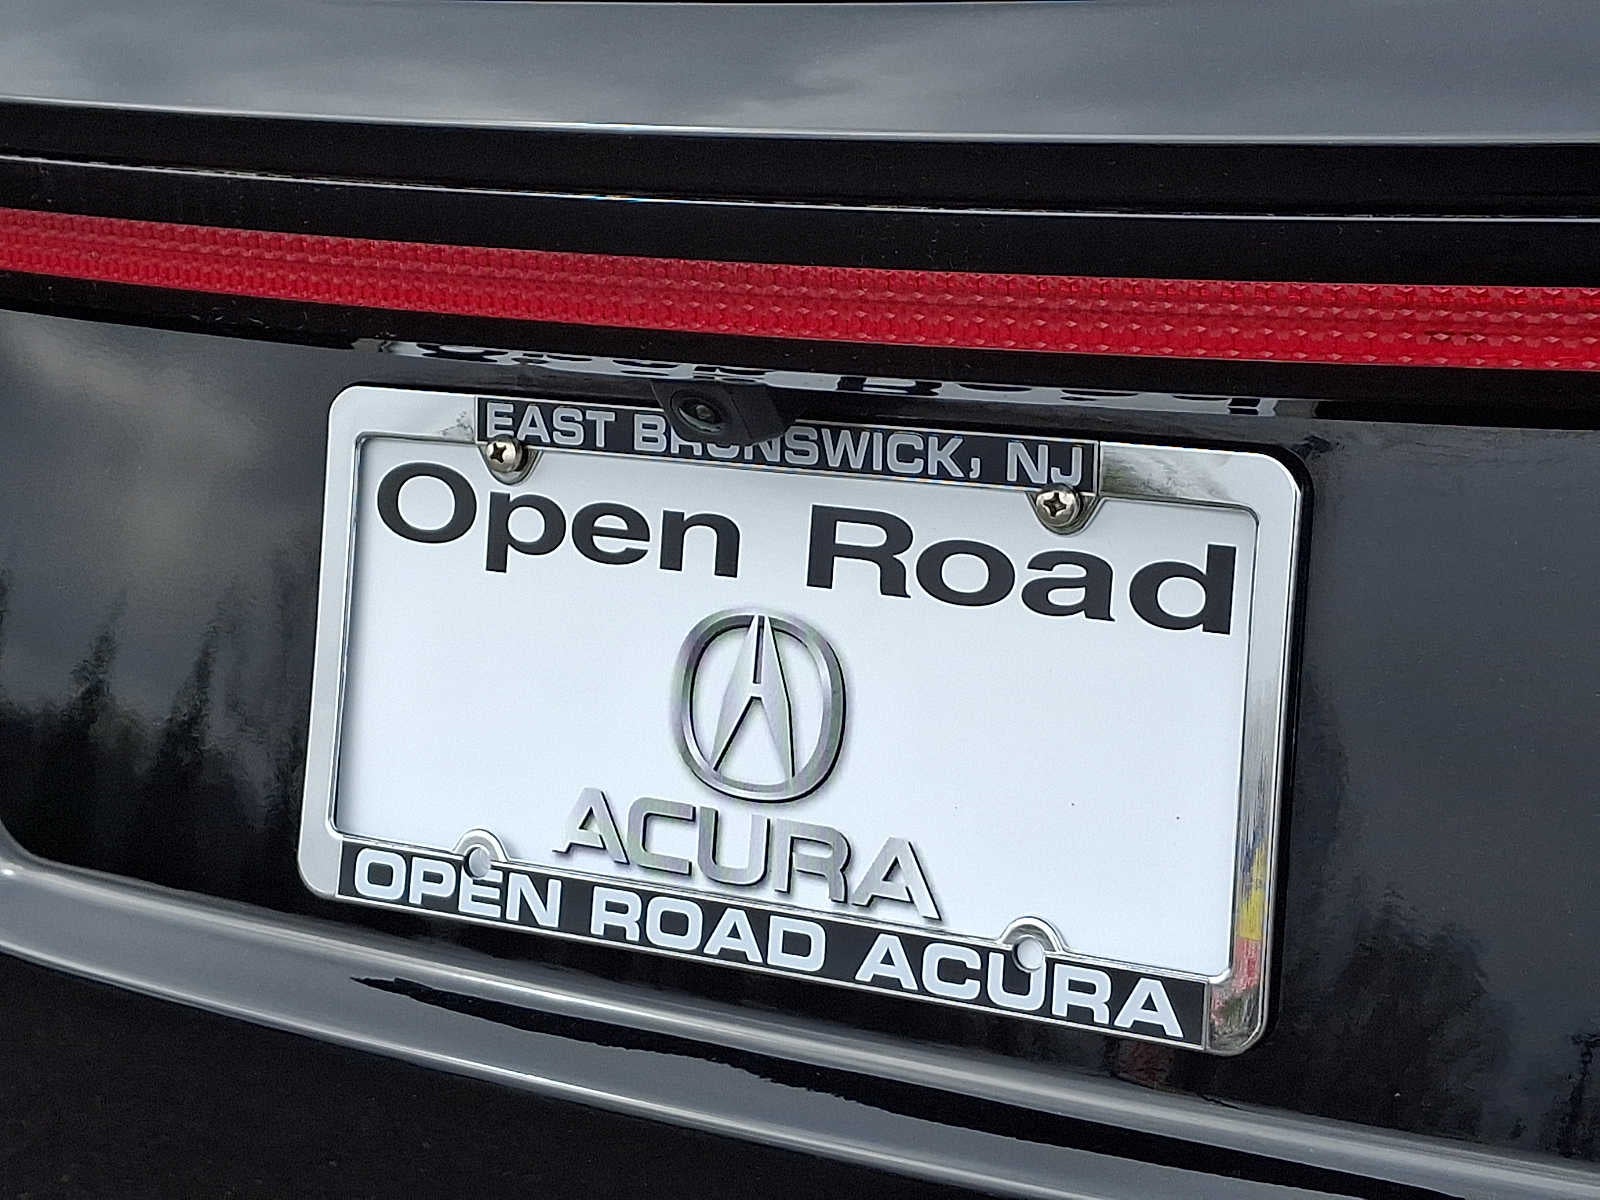 EAST BRUNSWICK, NJ
Open Road
ACURA
OPEN ROAD ACURA